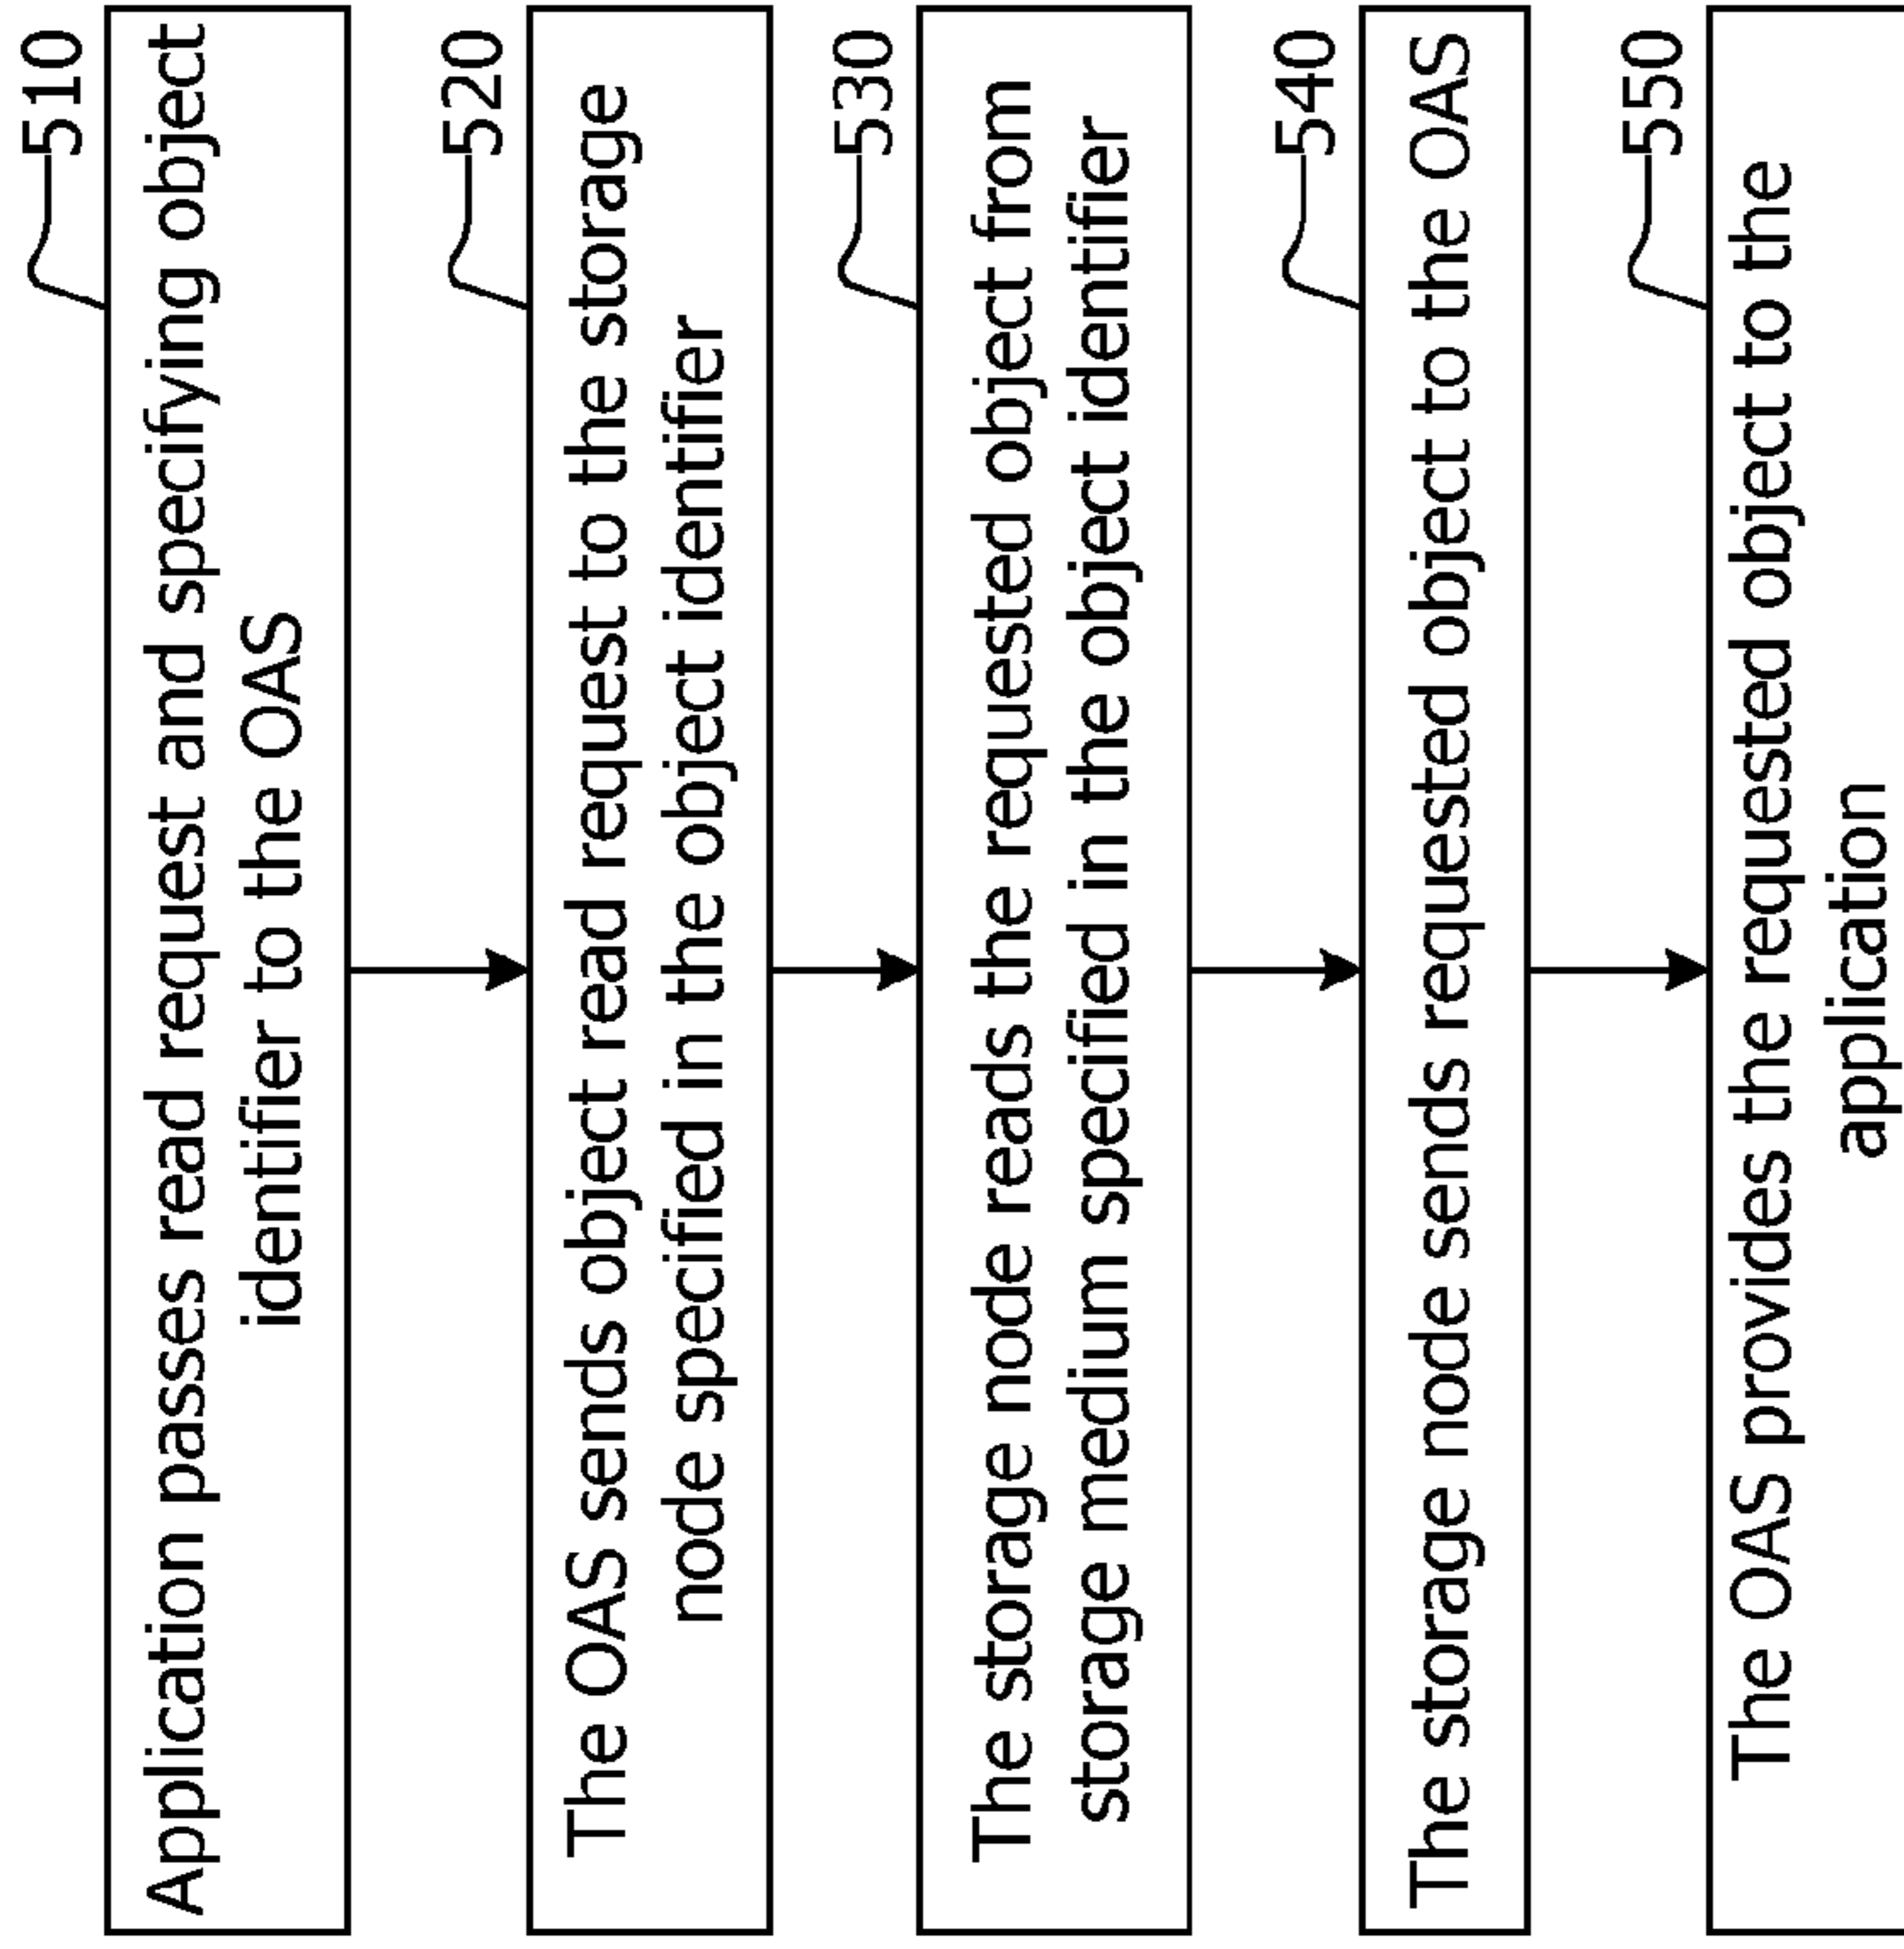 510
Application passes read request and specifying object
identifier to the OAS
520
The OAS sends object read request to the storage
node specified in the object identifier
530
The storage node reads the requested object from
storage medium specified in the object identifier
540
The storage node sends requested object to the OAS
550
The OAS provides the requested object to the
application